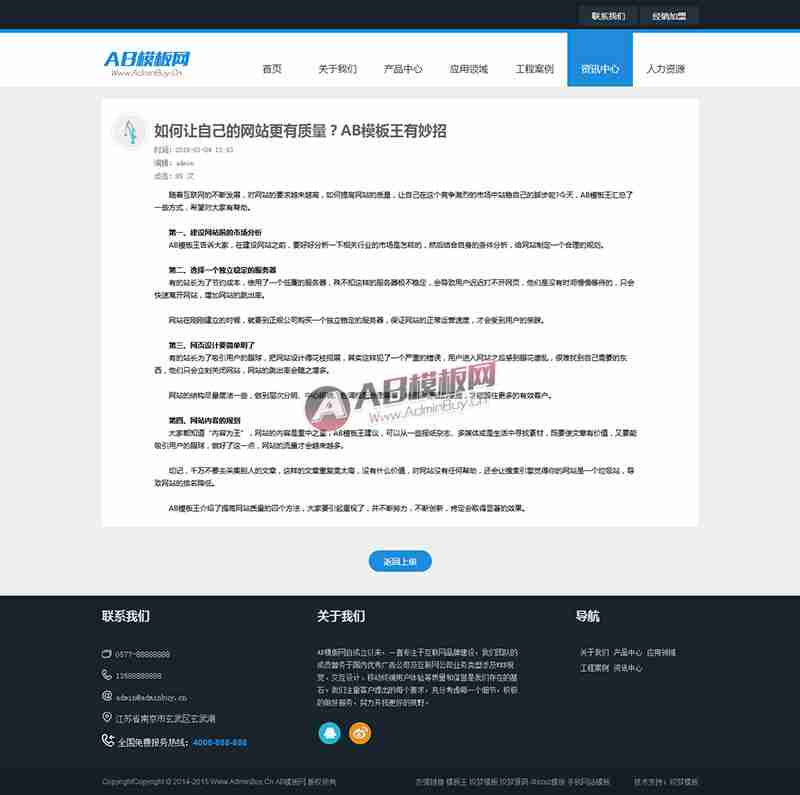 联系我们 经销加盟
AB模板网
Www.AdminBuy.Cn
首页 关于我们 产品中心 应用领域 工程案例 资讯中心 人力资源
如何让自己的网站更有质量？AB模板王有妙招
编辑：admin
随着互联网的不断发展，对网站的要求越来越高，如何提高网站的质量，让自己在这个竞争激烈的市场中站稳自己的脚步呢?今天，AB模板王汇总了
一些方式，希望对大家有帮助。
第一、建设网站前的市场分析
AB模板王告诉大家，在建设网站之前，要好好分析一下相关行业的市场是怎样的，然后结合自身的条件分析，给网站制定一个合理的规划。
第二、选择一个独立稳定的服务器
有的站长为了节约成本，使用了一个低廉的服务器，殊不知这样的服务器极不稳定，会导致用户迟迟打不开网页，他们是没有时间慢慢等待的，只会
快速离开网站，增加网站的跳出率。
网站在刚刚建立的时候，就要到正规公司购买一个独立稳定的服务器，保证网站的正常运营速度，才会受到用户的亲睐。
第三、网页设计要简单明了
有的站长为了吸引用户的眼球，把网站设计得花枝招展，其实这样犯了一个严重的错误，用户进入网站之后感到眼花缭乱，很难找到自己需要的东
西，他们只会立刻关闭网站，网站的跳出率会随之增多。
网站的结构尽量简洁一些，做到层次分明、中心明确，
AB模板网
Www.AdminBuy.Cn
第四、网站内容的规划
大家都知道“内容为王”，网站的内容是重中之重，AB模板王建议，可以从一些报纸杂志、多媒体或是生活中寻找素材，既要使文章有价值，又要能
吸引用户的眼球，做好了这一点，网站的流量才会越来越多。
切记，千万不要去采集别人的文章，这样的文章重复度太高，没有什么价值，对网站没有任何帮助，还会让搜索引擎觉得你的网站是一个垃圾站，导
致网站的排名降低。
AB模板王介绍了提高网站质量的四个方法，大家要引起重视了，并不断努力，不断创新，肯定会取得显著的效果。
返回上级
联系我们
0577-88888888
admin@adminbuy.cn
江苏省南京市玄武区玄武湖
全国免费服务热线：4008-888-888
关于我们
AB模板网自成立以来，一直专注于互联网品牌建设，我们团队的
成员曾务于国内优秀广告公司及互联网公司业务类型涉及WEB视
觉、交互设计、移动终端用户体验等质量和信誉是我们存在的基
石。我们注重客户提出的每个要求，充分考虑每一个细节，积极
的做好服务，努力开拓更好的视野。
导航
关于我们 产品中心 应用领域
工程案例 资讯中心
CopyrightCopyright © 2014-2015 Www.AdminBuy.Cn AB模板网 版权所有
友情链接 模板王 织梦模板 织梦源码 discuz模板 手机网站模板
技术支持：织梦模板